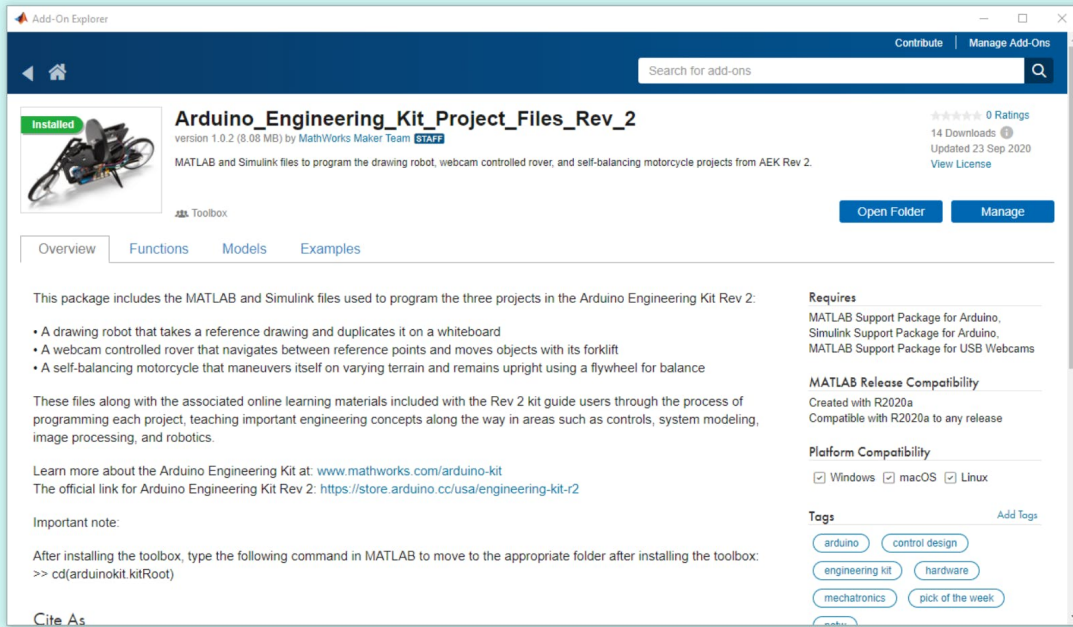 Add-On Explorer
Contribute
Manage Add-Ons
Search for add-ons
Installed
Arduino_Engineering_Kit_Project_Files_Rev_2
version 1.0.2 (8.08 MB) by MathWorks Maker Team STAFF
MATLAB and Simulink files to program the drawing robot, webcam controlled rover, and self-balancing motorcycle projects from AEK Rev 2.
Toolbox
0 Ratings
14 Downloads
Updated 23 Sep 2020
View License
Open Folder
Manage
Overview
Functions
Models
Examples
This package includes the MATLAB and Simulink files used to program the three projects in the Arduino Engineering Kit Rev 2:
• A drawing robot that takes a reference drawing and duplicates it on a whiteboard
• A webcam controlled rover that navigates between reference points and moves objects with its forklift
• A self-balancing motorcycle that maneuvers itself on varying terrain and remains upright using a flywheel for balance
These files along with the associated online learning materials included with the Rev 2 kit guide users through the process of
programming each project, teaching important engineering concepts along the way in areas such as controls, system modeling,
image processing, and robotics.
Learn more about the Arduino Engineering Kit at: www.mathworks.com/arduino-kit
The official link for Arduino Engineering Kit Rev 2: https://store.arduino.cc/usa/engineering-kit-r2
Important note:
After installing the toolbox, type the following command in MATLAB to move to the appropriate folder after installing the toolbox:
>> cd(arduinokit.kitRoot)
Cite As
Requires
MATLAB Support Package for Arduino,
Simulink Support Package for Arduino,
MATLAB Support Package for USB Webcams
MATLAB Release Compatibility
Created with R2020a
Compatible with R2020a to any release
Platform Compatibility
Windows macOS Linux
Tags
Add Tags
arduino
control design
engineering kit
hardware
mechatronics
pick of the week